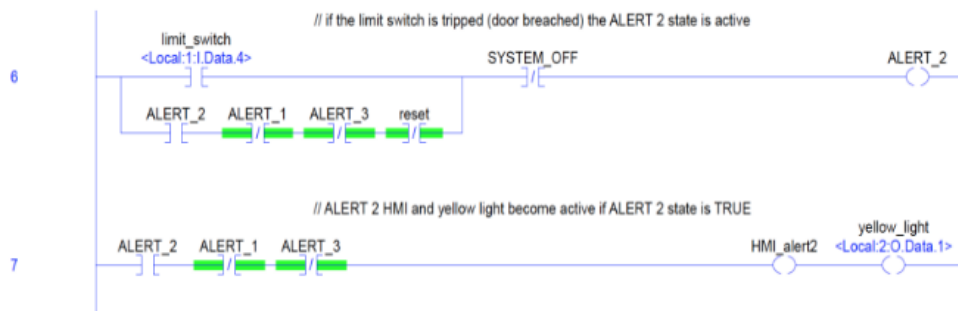 // if the limit switch is tripped (door breached) the ALERT 2 state is active
limit_switch
<Local:1:I.Data.4>
SYSTEM_OFF
ALERT_2
6
ALERT_2 ALERT_1 ALERT_3 reset
// ALERT 2 HMI and yellow light become active if ALERT 2 state is TRUE
yellow_light
ALERT_2 ALERT_1 ALERT_3 HMI_alert2 <Local:2:O.Data.1>
7